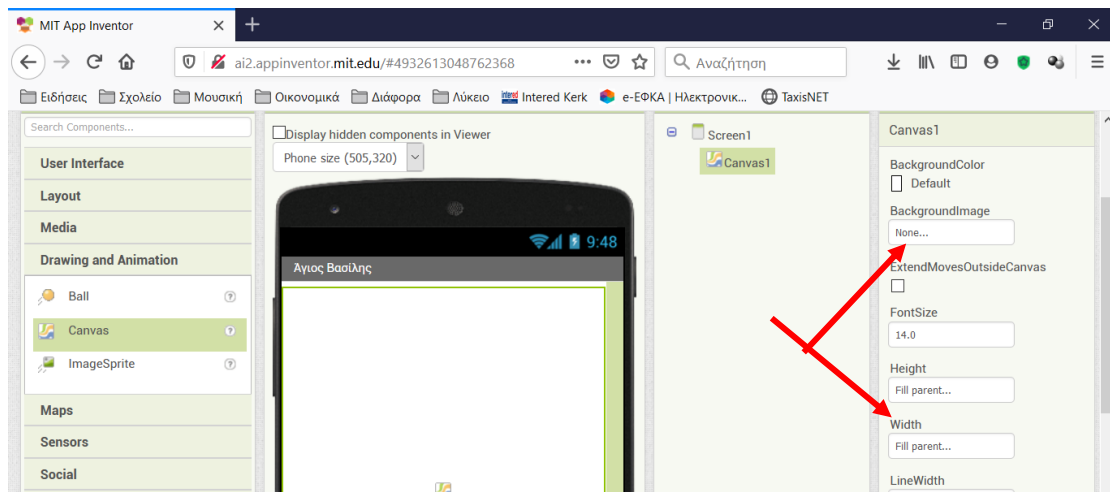 MIT App Inventor
ai2.appinventor.mit.edu/#4932613048762368
Αναζήτηση
Ειδήσεις Σχολείο Μουσική Οικονομικά Διάφορα Λύκειο Intered Kerk e-ΕΦΚΑ | Ηλεκτρονικ... TaxisNET
Search Components...
User Interface
Layout
Media
Drawing and Animation
Ball
Canvas
ImageSprite
Maps
Sensors
Social
Display hidden components in Viewer
Phone size (505,320)
9:48
Άγιος Βασίλης
Screen1
Canvas1
Canvas1
BackgroundColor
Default
BackgroundImage
None...
ExtendMovesOutsideCanvas
FontSize
14.0
Height
Fill parent...
Width
Fill parent...
LineWidth